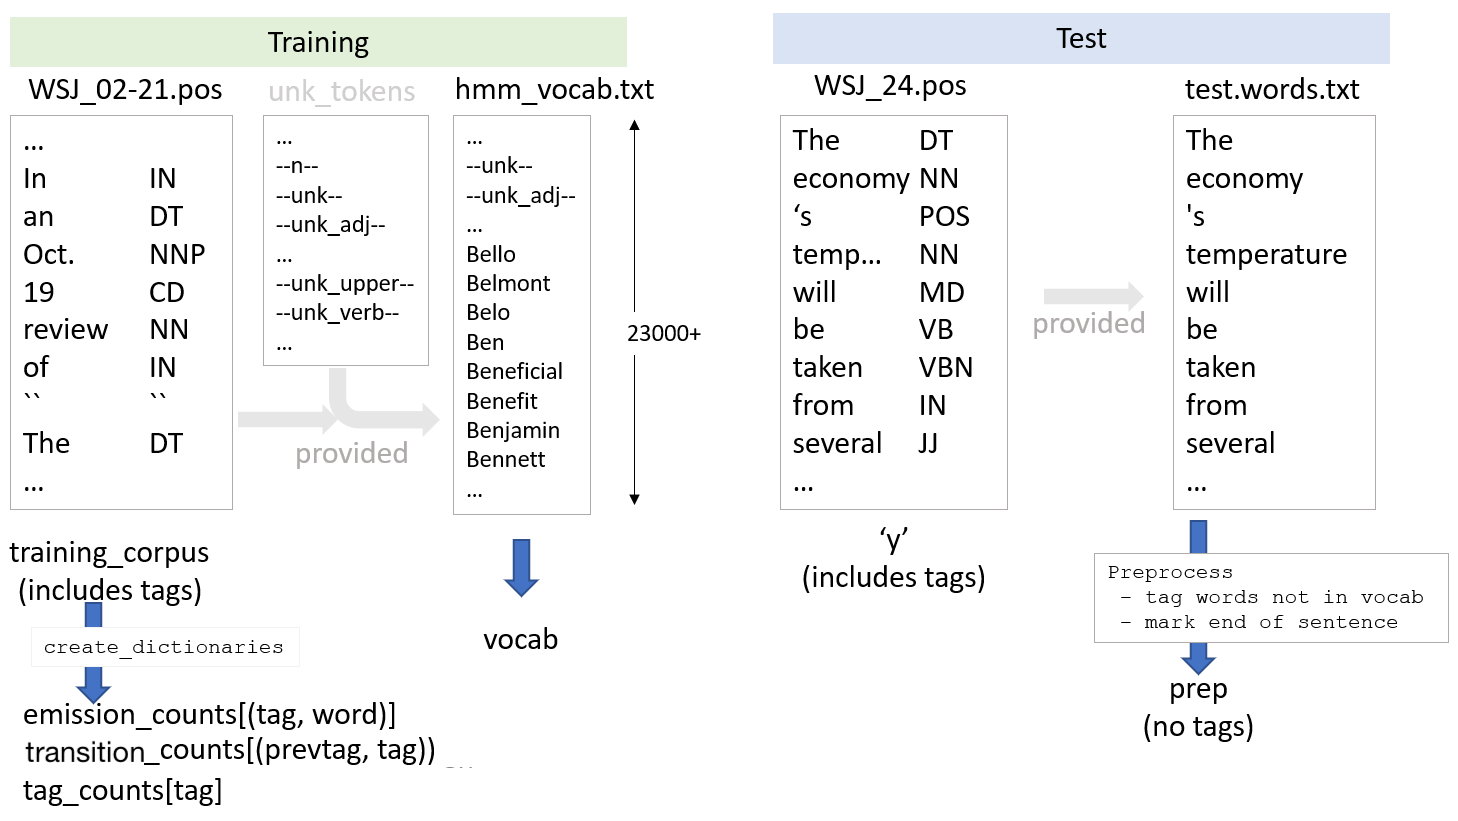 Training
WSJ_02-21.pos
unk_tokens
hmm_vocab.txt
...
In IN
an DT
Oct. NNP
19 CD
review NN
of IN
`` ``
The DT
...
...
--n--
--unk--
--unk_adj--
...
--unk_upper--
--unk_verb--
...
provided
...
--unk--
--unk_adj--
...
Bello
Belmont
Belo
Ben
Beneficial
Benefit
Benjamin
Bennett
...
23000+
training_corpus
(includes tags)
create_dictionaries
emission_counts[(tag, word)]
transition_counts[(prevtag, tag))
tag_counts[tag]
vocab
Test
WSJ_24.pos
test.words.txt
The DT
economy NN
‘s POS
temp... NN
will MD
be VB
taken VBN
from IN
several JJ
...
‘y’
(includes tags)
provided
The
economy
's
temperature
will
be
taken
from
several
...
Preprocess
– tag words not in vocab
– mark end of sentence
prep
(no tags)